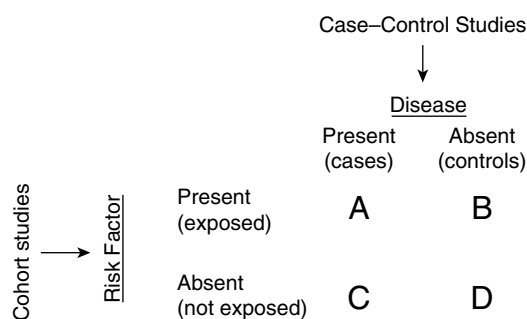 Case–Control Studies
Disease
Present Absent
(cases) (controls)
Cohort studies
Risk Factor
Present
(exposed)
A B
Absent
(not exposed)
C D